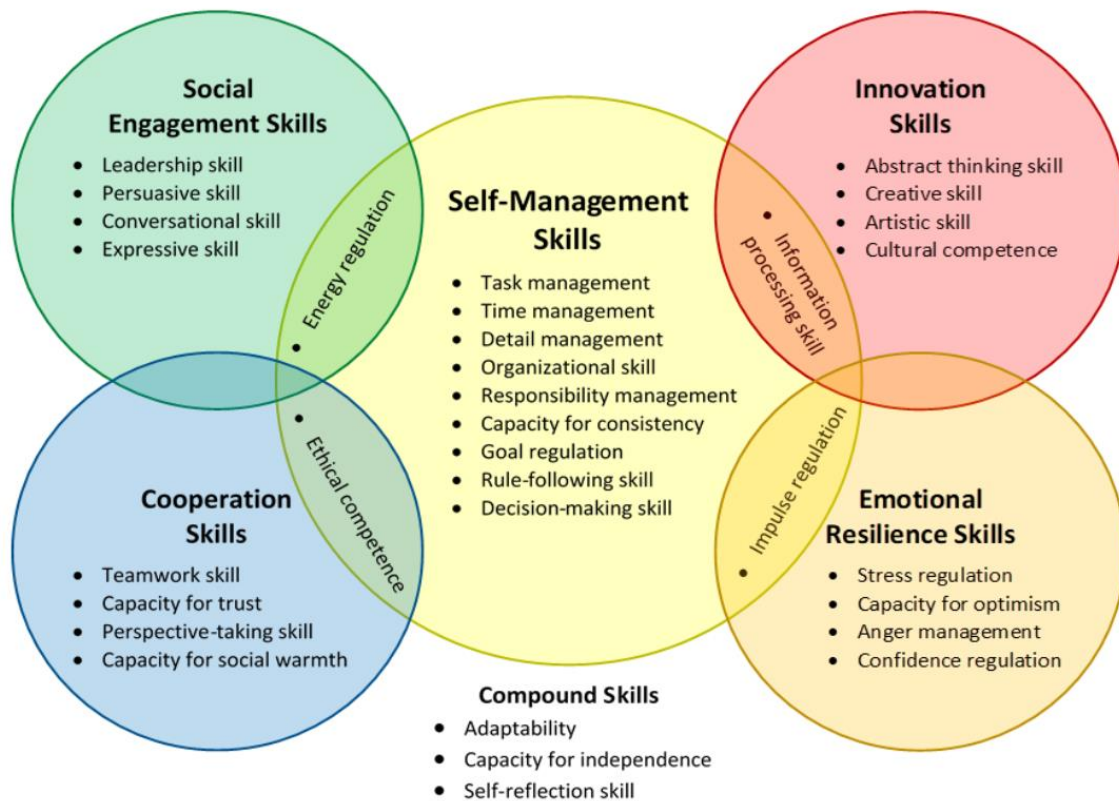 Social
Engagement Skills
• Leadership skill
• Persuasive skill
• Conversational skill
• Expressive skill
• Energy regulation
Cooperation
Skills
• Teamwork skill
• Capacity for trust
• Perspective-taking skill
• Capacity for social warmth
• Ethical competence
Self-Management
Skills
• Task management
• Time management
• Detail management
• Organizational skill
• Responsibility management
• Capacity for consistency
• Goal regulation
• Rule-following skill
• Decision-making skill
• Information
processing skill
• Impulse regulation
Innovation
Skills
• Abstract thinking skill
• Creative skill
• Artistic skill
• Cultural competence
Emotional
Resilience Skills
• Stress regulation
• Capacity for optimism
• Anger management
• Confidence regulation
Compound Skills
• Adaptability
• Capacity for independence
• Self-reflection skill